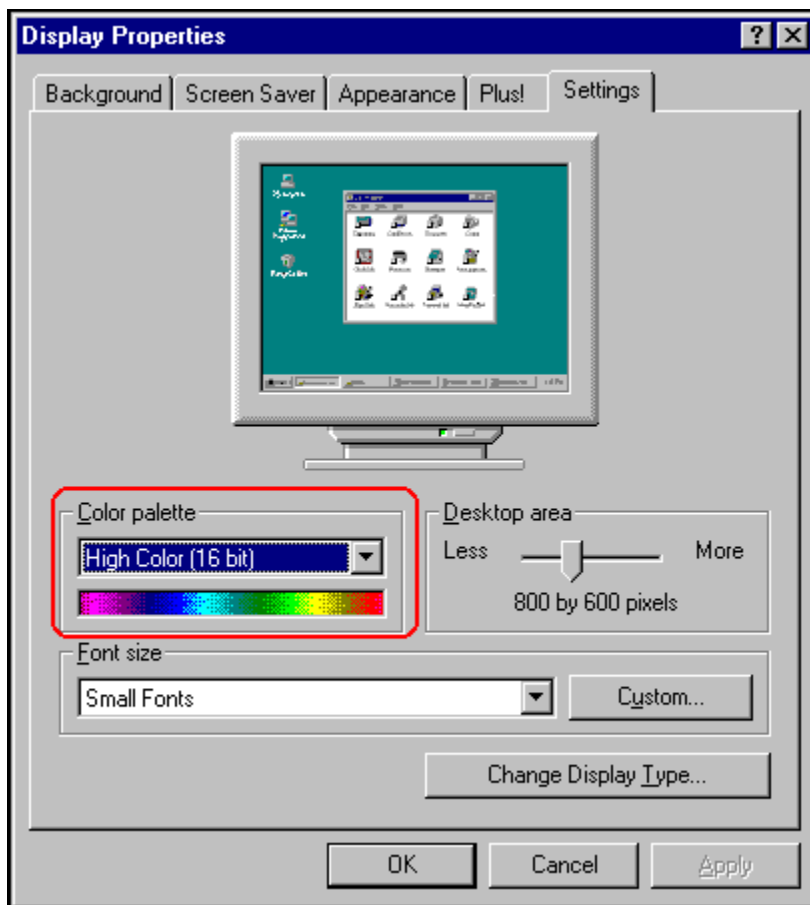 Display Properties
Background Screen Saver Appearance Plus! Settings
Color palette
High Color (16 bit)
Desktop area
Less More
800 by 600 pixels
Font size
Small Fonts
Custom...
Change Display Type...
OK Cancel Apply